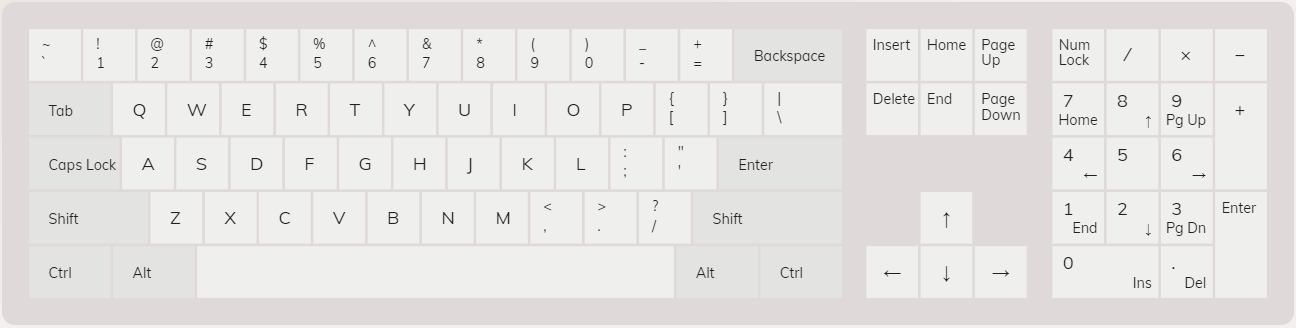 ~ ! @ # $ % ^ & * ( ) _ + Insert Home Page Num / × −
` 1 2 3 4 5 6 7 8 9 0 - = Backspace Up Lock
Tab Q W E R T Y U I O P { } | Delete End Page 7 8 9 +
[ ] \ Down Home ↑ Pg Up
Caps Lock A S D F G H J K L : " Enter 4 5 6
; ' ← →
Shift Z X C V B N M < > ? Shift ↑ 1 2 3 Enter
, . / End ↓ Pg Dn
Ctrl Alt Alt Ctrl ← ↓ → 0 .
Ins Del